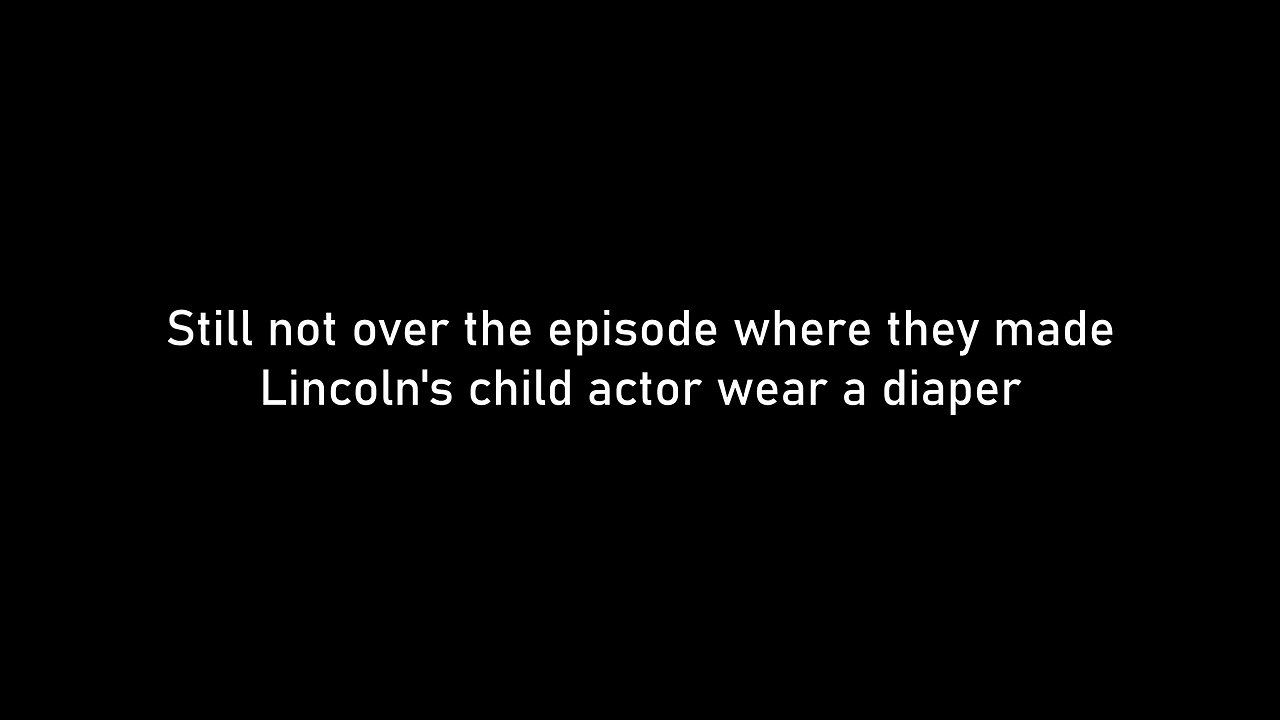 Still not over the episode where they made
Lincoln's child actor wear a diaper